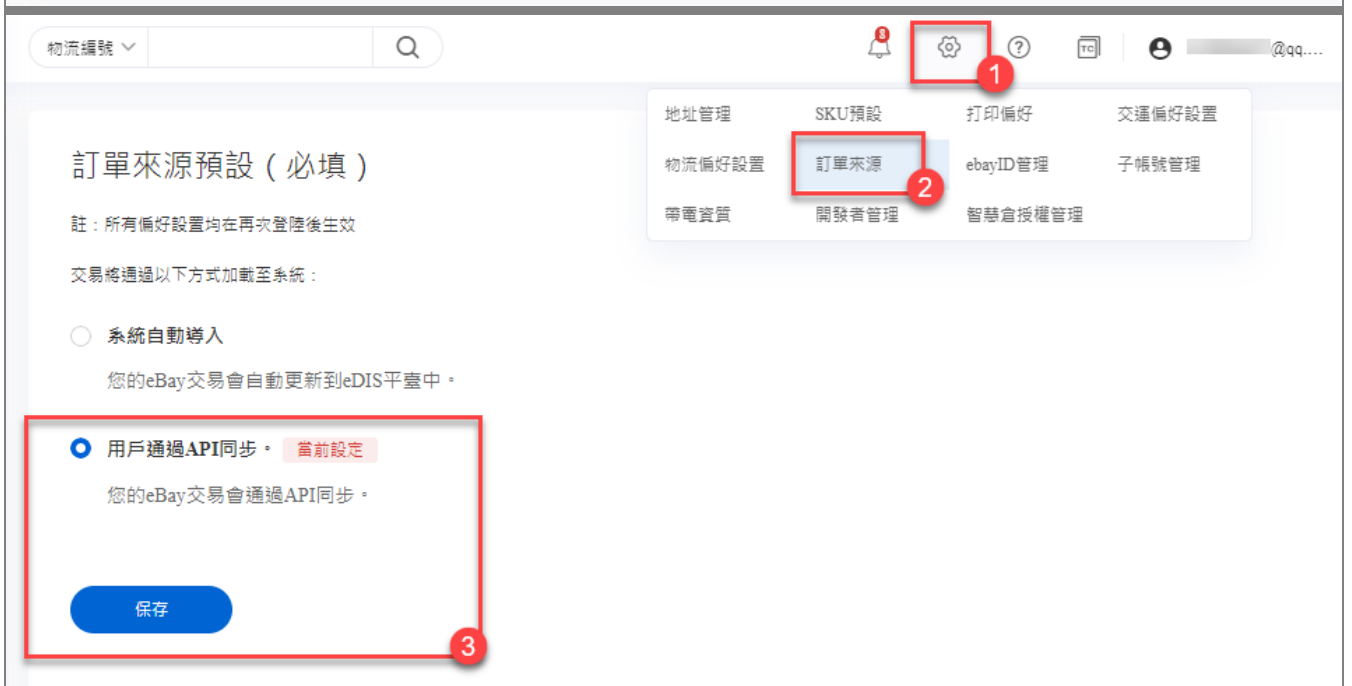 物流編號
8
TC
@qq....
1
地址管理 SKU預設 打印偏好 交運偏好設置
物流偏好設置 訂單來源 ebayID管理 子帳號管理
2
帶電資質 開發者管理 智慧倉授權管理
訂單來源預設（必填）
註：所有偏好設置均在再次登陸後生效
交易將通過以下方式加載至系統：
系統自動導入
您的eBay交易會自動更新到eDIS平臺中。
用戶通過API同步。 當前設定
您的eBay交易會通過API同步。
保存
3